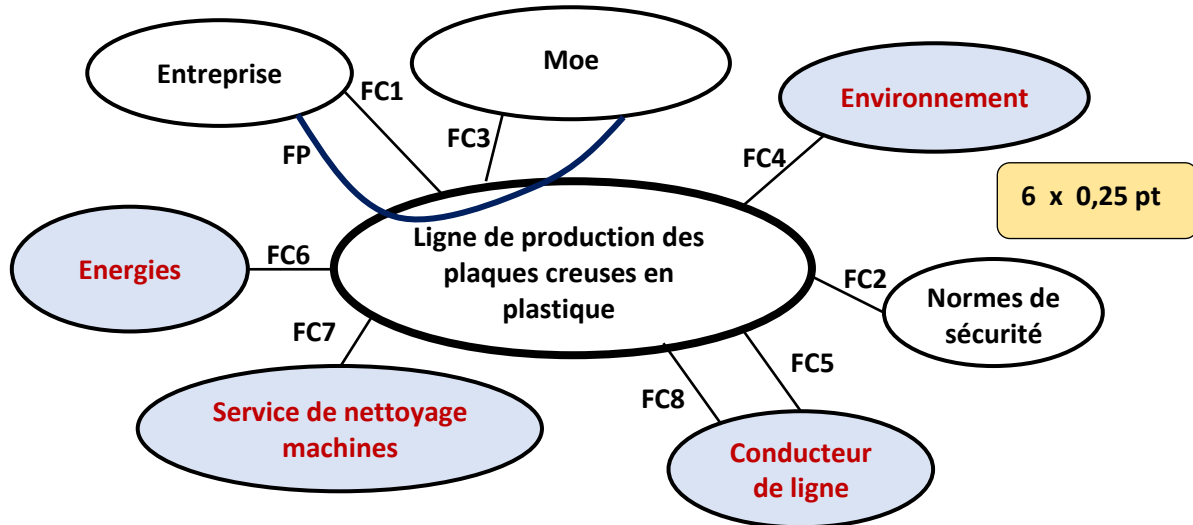 Entreprise
Moe
Environnement
FC1
FC3
FP
FC4
6 x 0,25 pt
Energies
FC6
Ligne de production des
plaques creuses en
plastique
FC2
Normes de
sécurité
FC7
FC5
FC8
Service de nettoyage
machines
Conducteur
de ligne